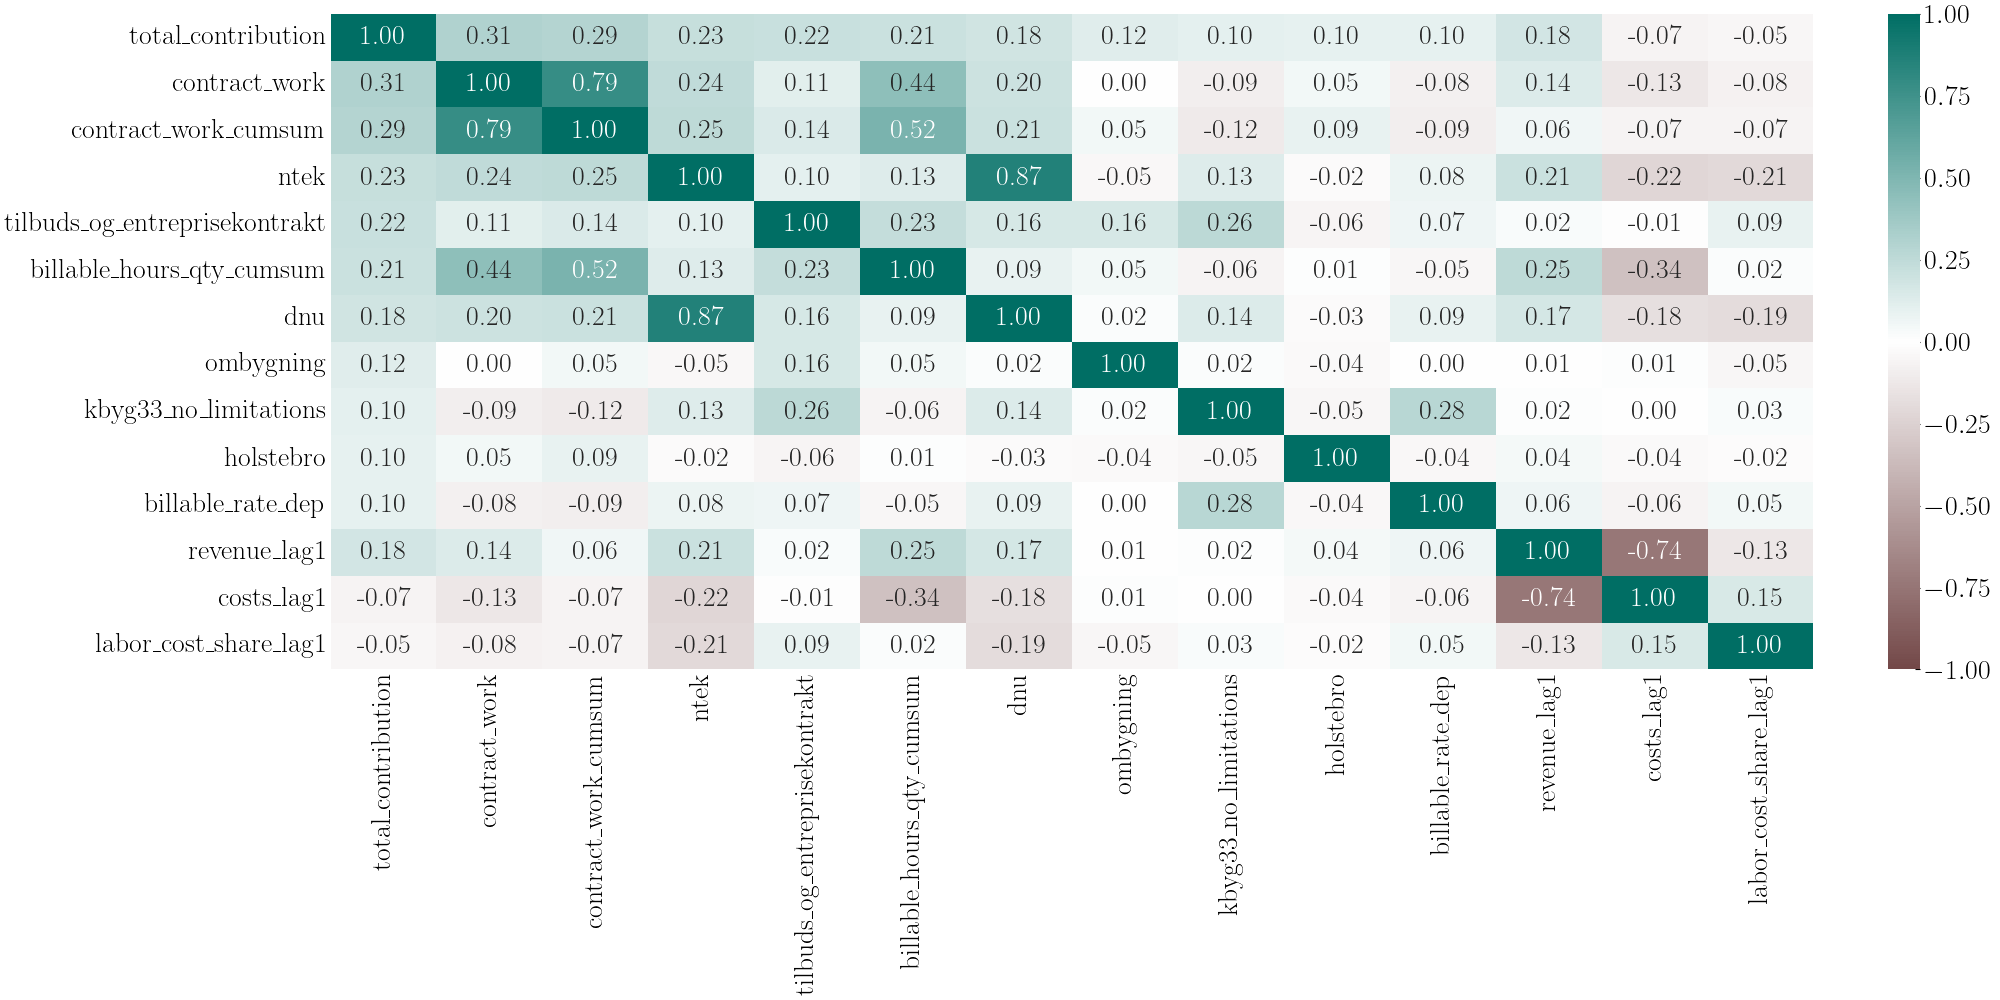 total_contribution 1.00 0.31 0.29 0.23 0.22 0.21 0.18 0.12 0.10 0.10 0.10 0.18 -0.07 -0.05
contract_work 0.31 1.00 0.79 0.24 0.11 0.44 0.20 0.00 -0.09 0.05 -0.08 0.14 -0.13 -0.08
contract_work_cumsum 0.29 0.79 1.00 0.25 0.14 0.52 0.21 0.05 -0.12 0.09 -0.09 0.06 -0.07 -0.07
ntek 0.23 0.24 0.25 1.00 0.10 0.13 0.87 -0.05 0.13 -0.02 0.08 0.21 -0.22 -0.21
tilbuds_og_entreprisekontrakt 0.22 0.11 0.14 0.10 1.00 0.23 0.16 0.16 0.26 -0.06 0.07 0.02 -0.01 0.09
billable_hours_qty_cumsum 0.21 0.44 0.52 0.13 0.23 1.00 0.09 0.05 -0.06 0.01 -0.05 0.25 -0.34 0.02
dnu 0.18 0.20 0.21 0.87 0.16 0.09 1.00 0.02 0.14 -0.03 0.09 0.17 -0.18 -0.19
ombygning 0.12 0.00 0.05 -0.05 0.16 0.05 0.02 1.00 0.02 -0.04 0.00 0.01 0.01 -0.05
kbyg33_no_limitations 0.10 -0.09 -0.12 0.13 0.26 -0.06 0.14 0.02 1.00 -0.05 0.28 0.02 0.00 0.03
holstebro 0.10 0.05 0.09 -0.02 -0.06 0.01 -0.03 -0.04 -0.05 1.00 -0.04 0.04 -0.04 -0.02
billable_rate_dep 0.10 -0.08 -0.09 0.08 0.07 -0.05 0.09 0.00 0.28 -0.04 1.00 0.06 -0.06 0.05
revenue_lag1 0.18 0.14 0.06 0.21 0.02 0.25 0.17 0.01 0.02 0.04 0.06 1.00 -0.74 -0.13
costs_lag1 -0.07 -0.13 -0.07 -0.22 -0.01 -0.34 -0.18 0.01 0.00 -0.04 -0.06 -0.74 1.00 0.15
labor_cost_share_lag1 -0.05 -0.08 -0.07 -0.21 0.09 0.02 -0.19 -0.05 0.03 -0.02 0.05 -0.13 0.15 1.00
total_contribution
contract_work
contract_work_cumsum
ntek
tilbuds_og_entreprisekontrakt
billable_hours_qty_cumsum
dnu
ombygning
kbyg33_no_limitations
holstebro
billable_rate_dep
revenue_lag1
costs_lag1
labor_cost_share_lag1
1.00
0.75
0.50
0.25
0.00
−0.25
−0.50
−0.75
−1.00